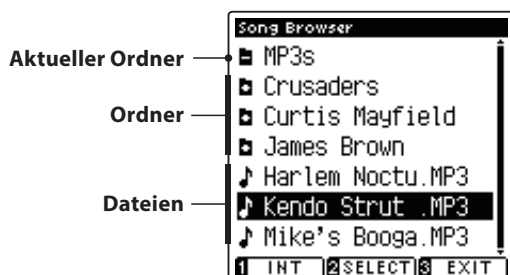 Song Browser
Aktueller Ordner
MP3s
Crusaders
Ordner
Curtis Mayfield
James Brown
Harlem Noctu.MP3
Dateien
Kendo Strut .MP3
Mike's Booga.MP3
1 INT 2 SELECT 3 EXIT